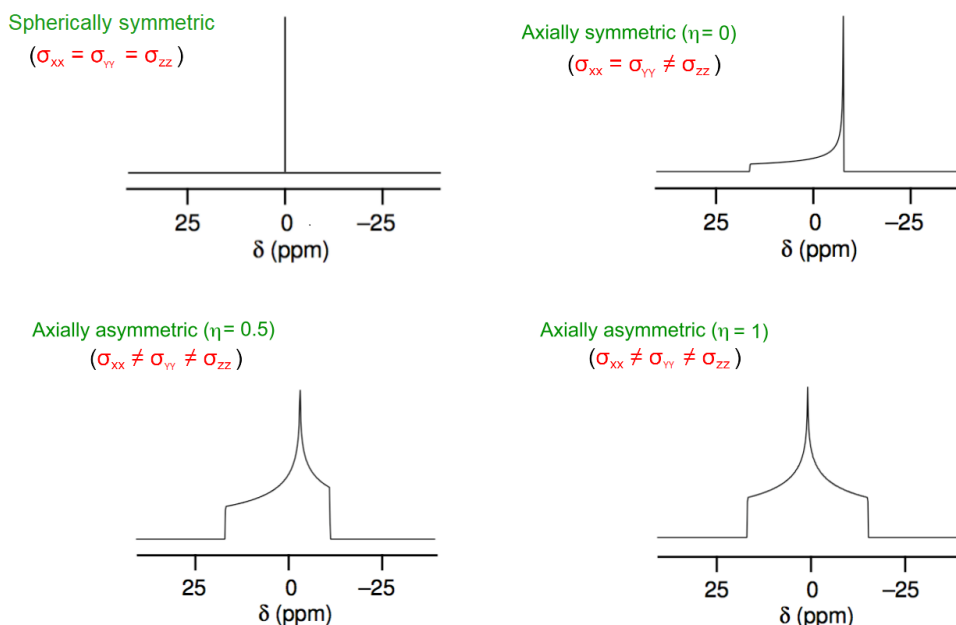 Spherically symmetric
(σxx = σYY = σzz)
25 0 −25
δ (ppm)
Axially symmetric (η = 0)
(σxx = σYY ≠ σzz)
25 0 −25
δ (ppm)
Axially asymmetric (η = 0.5)
(σxx ≠ σYY ≠ σzz)
25 0 −25
δ (ppm)
Axially asymmetric (η = 1)
(σxx ≠ σYY ≠ σzz)
25 0 −25
δ (ppm)